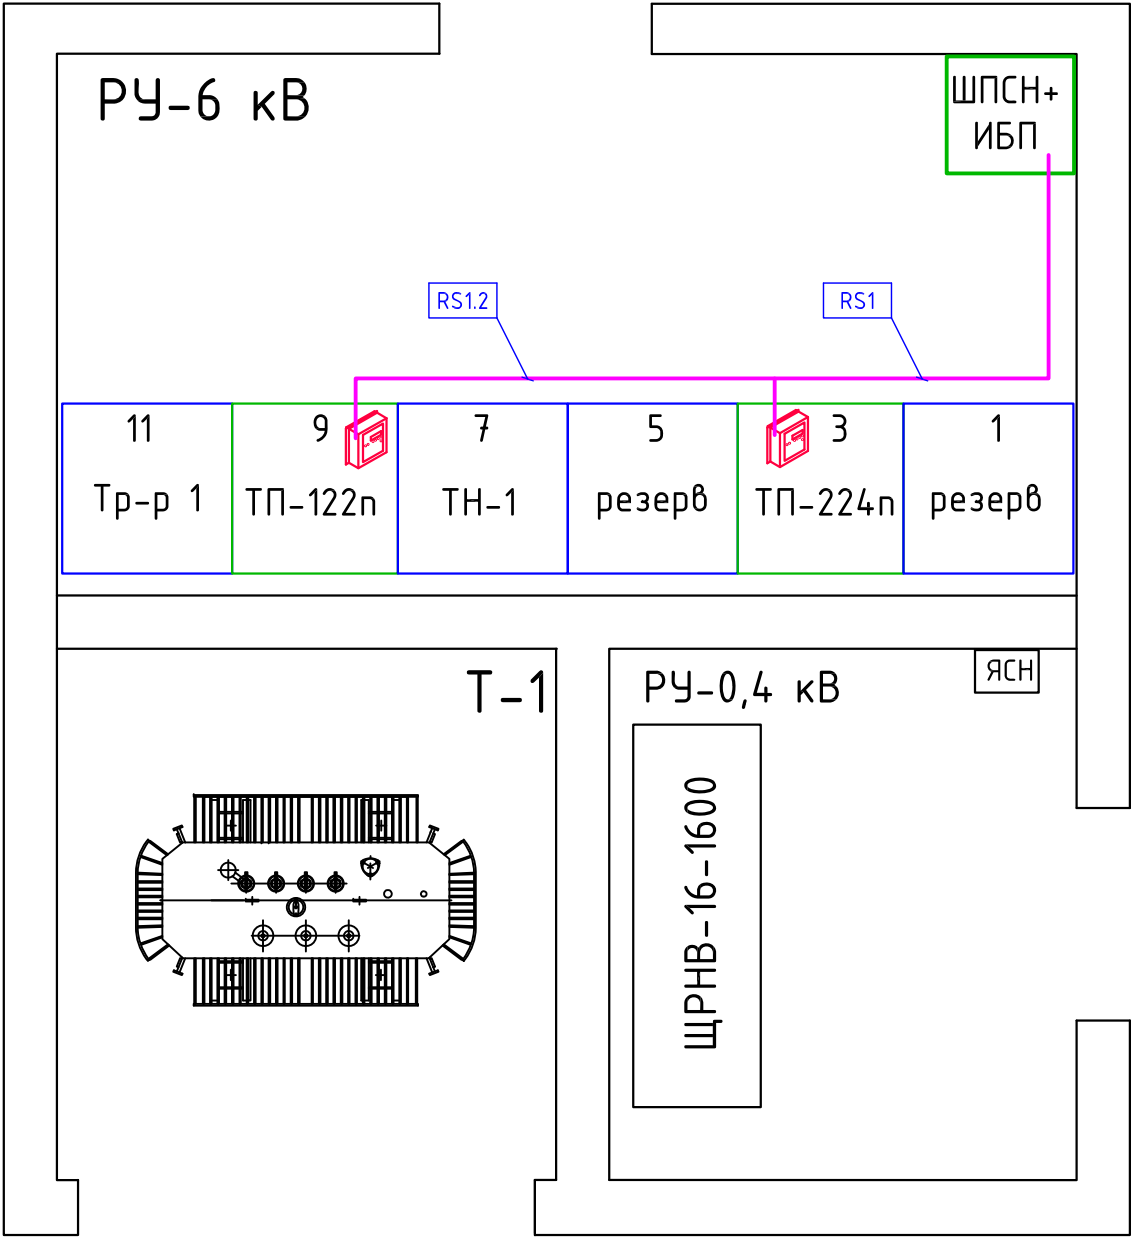 РУ-6 кВ
ШПСН+
ИБП
RS1.2
RS1
11
9
7
5
3
1
Тр-р 1
ТП-122п
ТН-1
резерв
ТП-224п
резерв
Т-1
РУ-0,4 кВ
ЯСН
ЩРНВ-16-1600